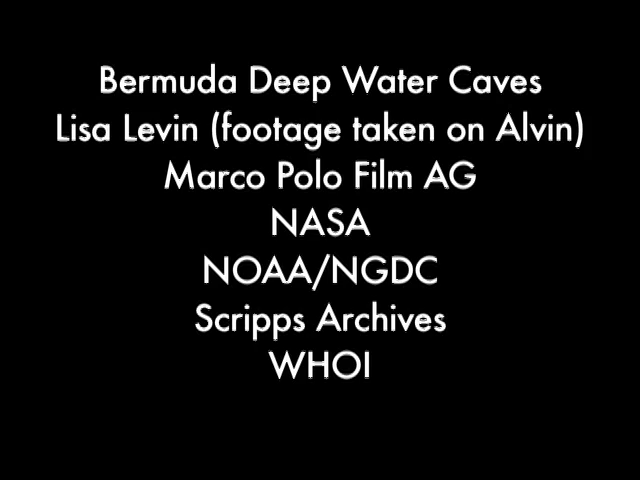 Bermuda Deep Water Caves
Lisa Levin (footage taken on Alvin)
Marco Polo Film AG
NASA
NOAA/NGDC
Scripps Archives
WHOI